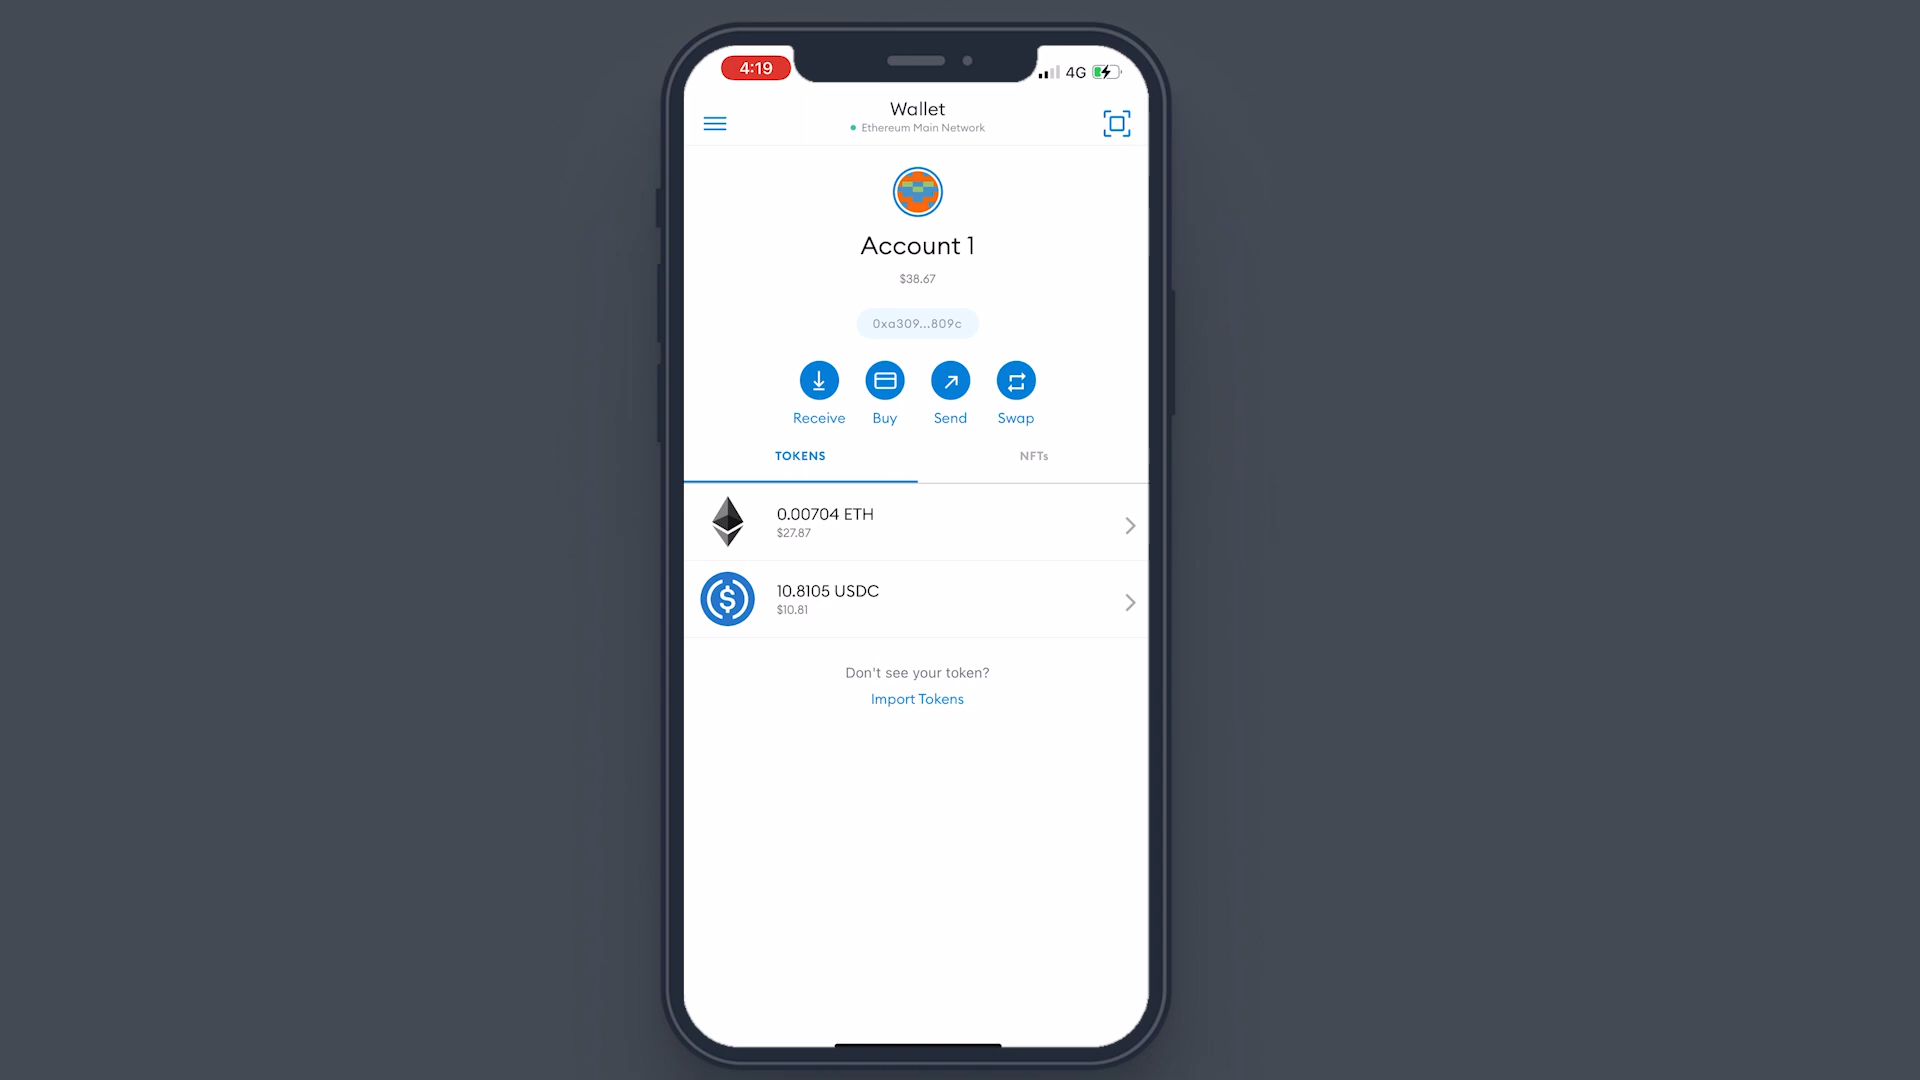 4:19
4G
Wallet
Ethereum Main Network
Account 1
$38.67
0xa309...809c
Receive
Buy
Send
Swap
TOKENS
NFTs
0.00704 ETH
$27.87
$
10.8105 USDC
$10.81
Don't see your token?
Import Tokens